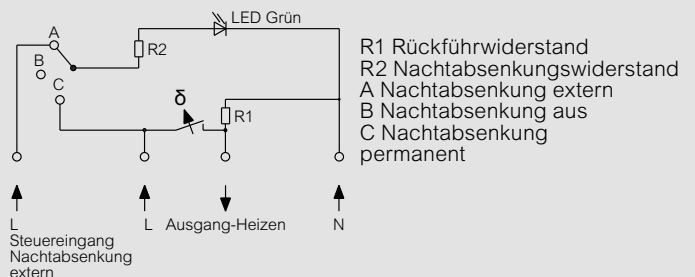 LED Grün
A
R2
B
C
δ
R1
L
Steuereingang
Nachtabsenkung
extern
L
Ausgang-Heizen
N
R1 Rückführwiderstand
R2 Nachtabsenkungswiderstand
A Nachtabsenkung extern
B Nachtabsenkung aus
C Nachtabsenkung
permanent